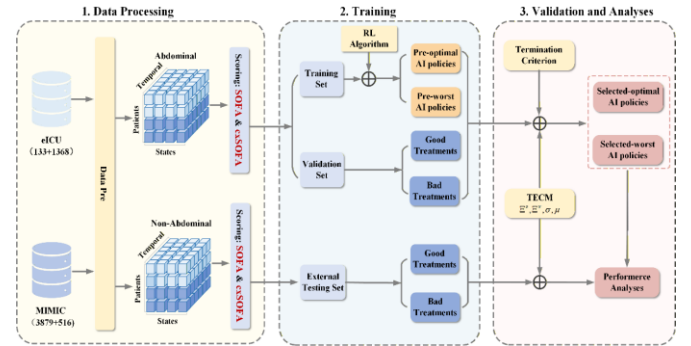 1. Data Processing
eICU
(133+1368)
MIMIC
(3879+516)
Data Pre
Abdominal
Temporal
Patients
States
Scoring: SOFA & exSOFA
Non-Abdominal
Temporal
Patients
States
Scoring: SOFA & exSOFA
2. Training
RL
Algorithm
Training
Set
Pre-optimal
AI policies
Pre-worst
AI policies
Validation
Set
Good
Treatments
Bad
Treatments
External
Testing Set
Good
Treatments
Bad
Treatments
3. Validation and Analyses
Termination
Criterion
Selected-optimal
AI policies
Selected-worst
AI policies
TECM
Performerce
Analyses